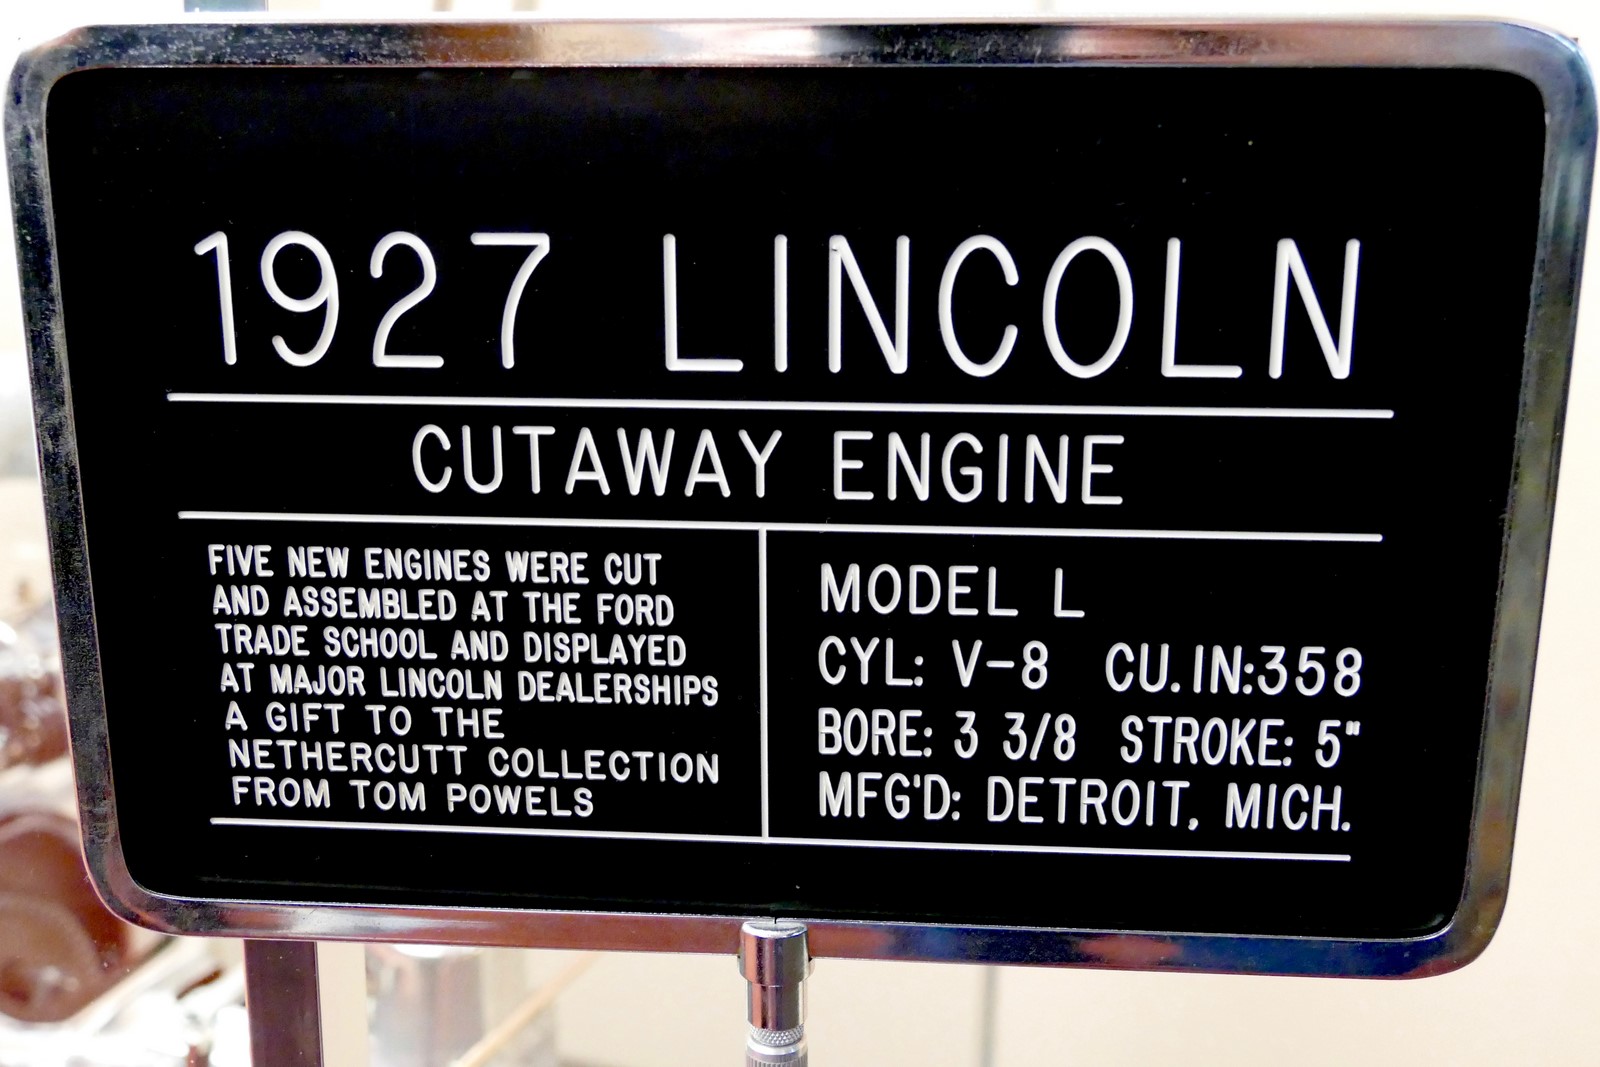 1927 LINCOLN
CUTAWAY ENGINE
FIVE NEW ENGINES WERE CUT
AND ASSEMBLED AT THE FORD
TRADE SCHOOL AND DISPLAYED
AT MAJOR LINCOLN DEALERSHIPS
A GIFT TO THE
NETHERCUTT COLLECTION
FROM TOM POWELS
MODEL L
CYL: V-8 CU.IN:358
BORE: 3 3/8 STROKE: 5"
MFG'D: DETROIT, MICH.